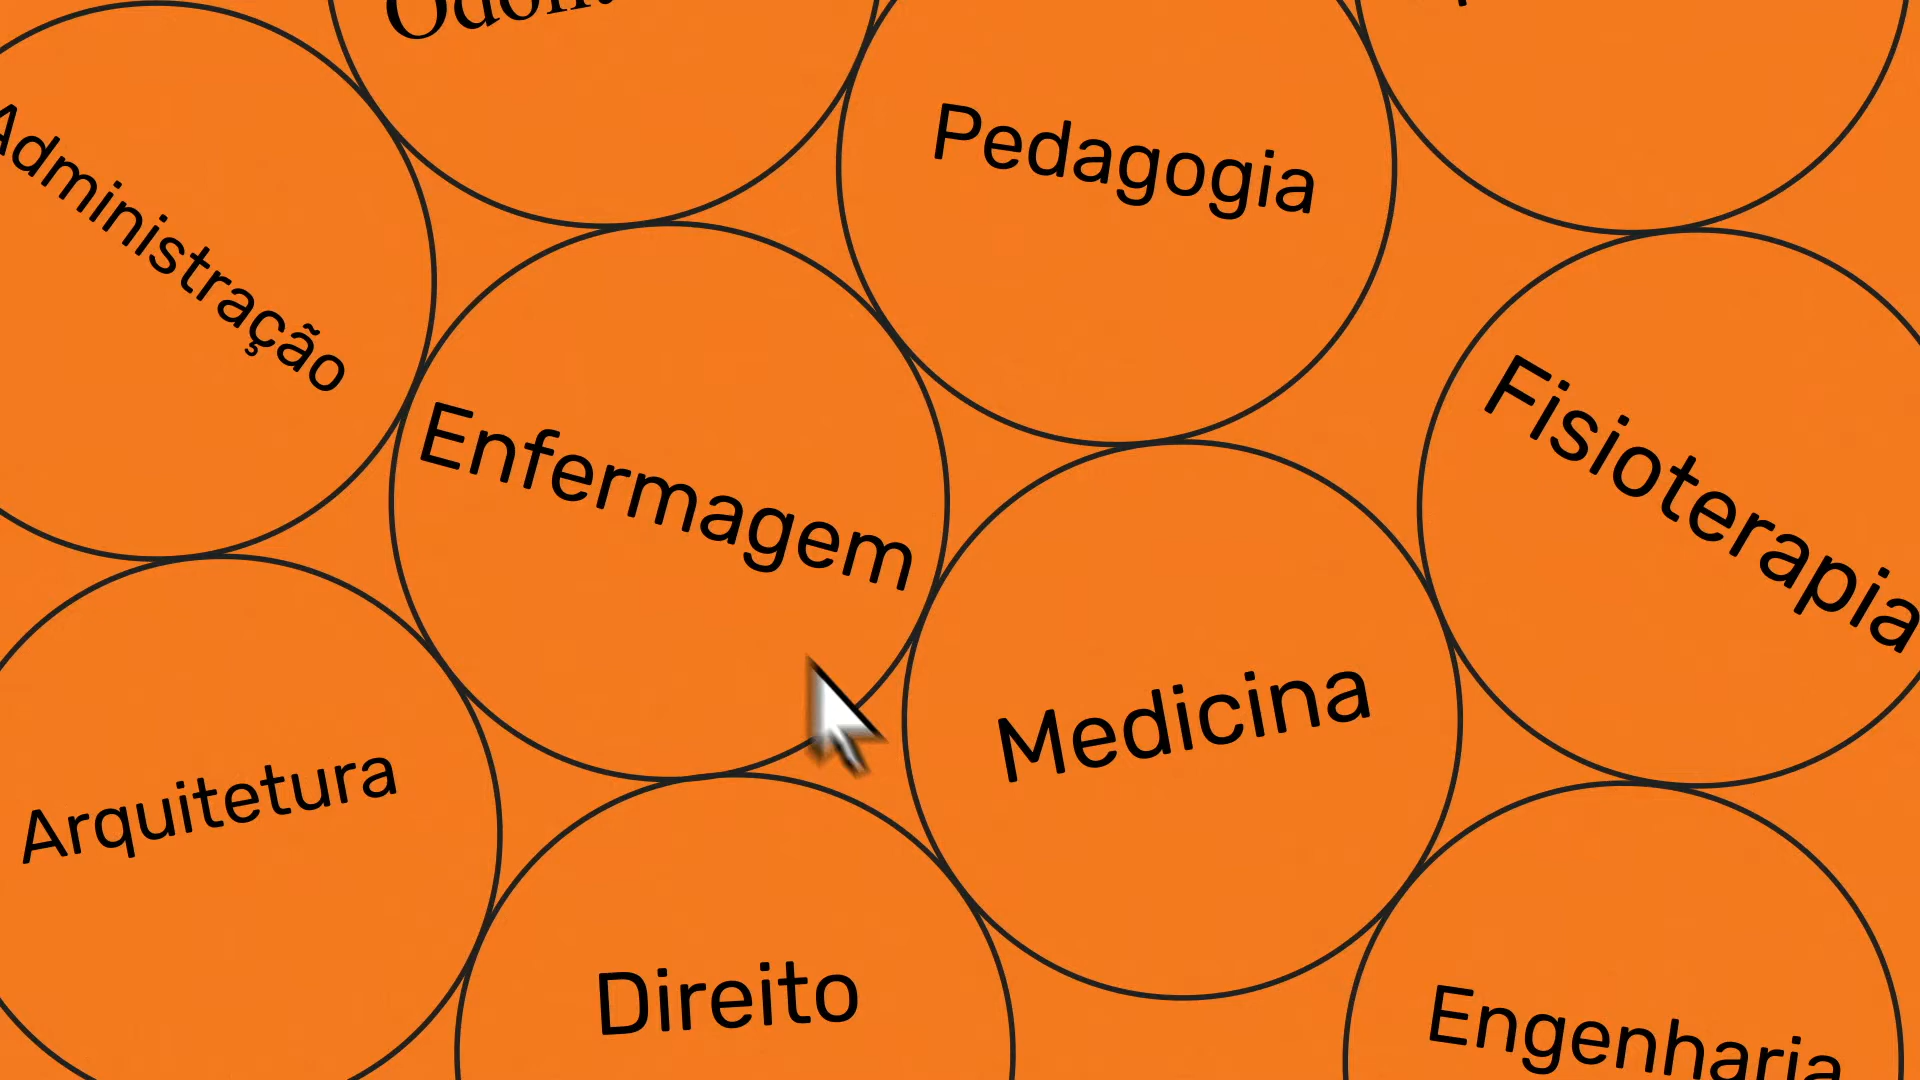 Pedagogia
Administração
Enfermagem
Fisioterapia
Medicina
Arquitetura
Direito
Engenharia